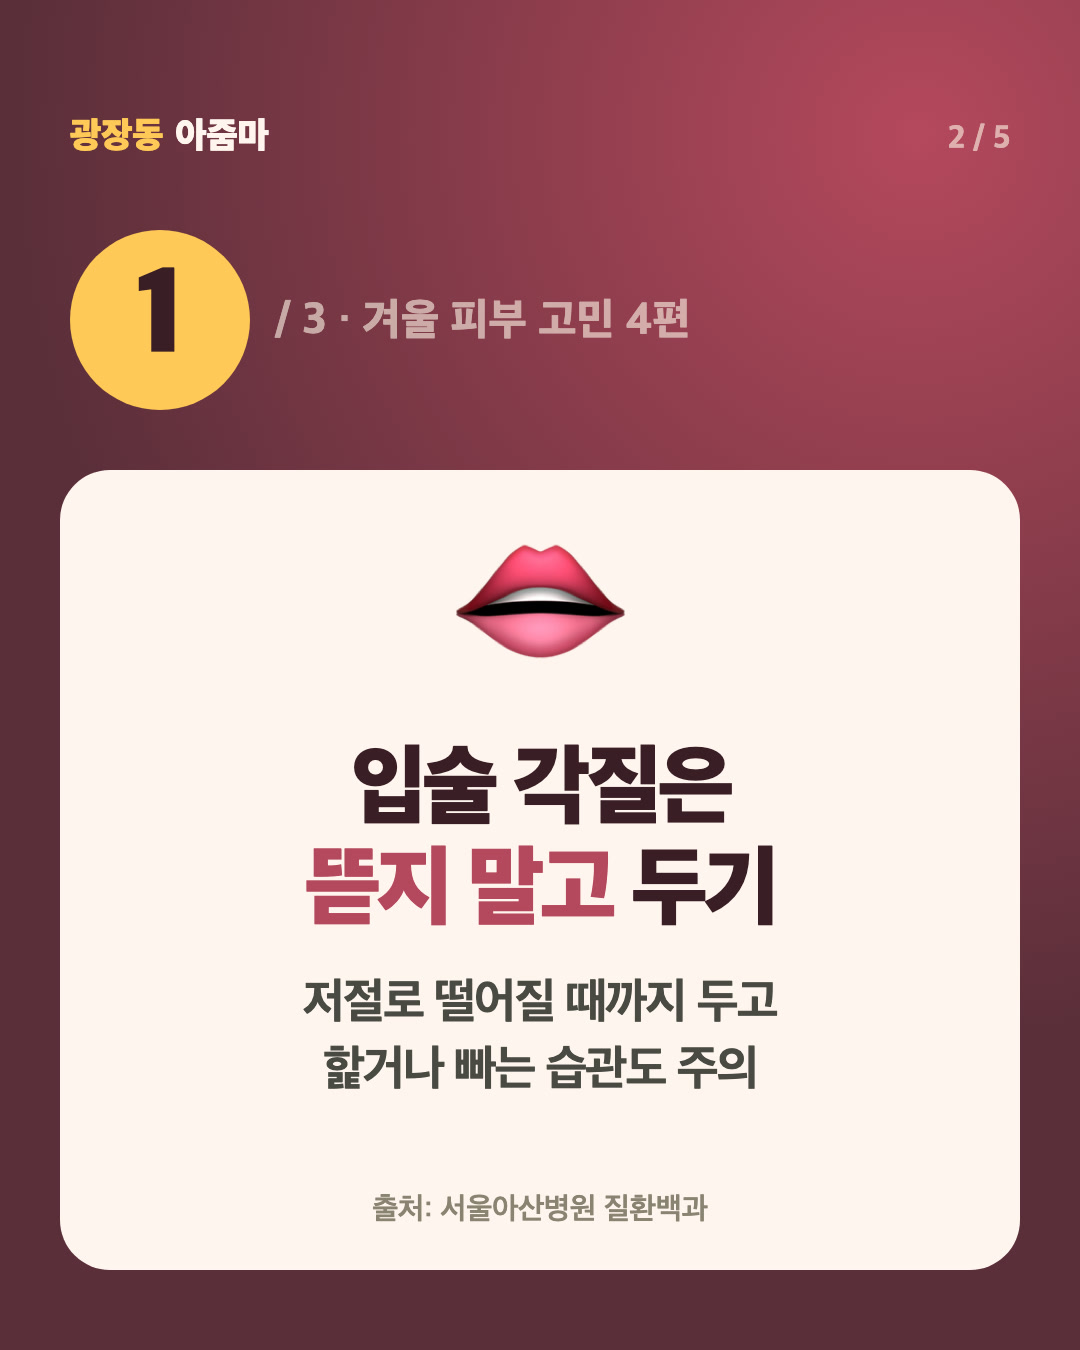 광장동 아줌마
2 / 5
1
/ 3 · 겨울 피부 고민 4편
입술 각질은
뜯지 말고 두기
저절로 떨어질 때까지 두고
핥거나 빠는 습관도 주의
출처: 서울아산병원 질환백과